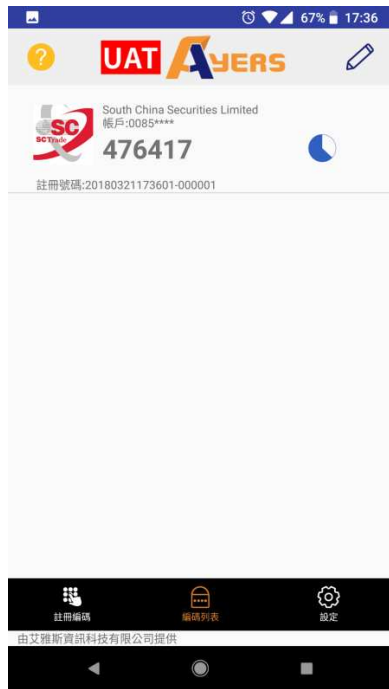 67% 17:36
UAT AYERS
SC
SCTrade
South China Securities Limited
帳戶:0085****
476417
註冊號碼:20180321173601-000001
註冊編碼
編碼列表
設定
由艾雅斯資訊科技有限公司提供